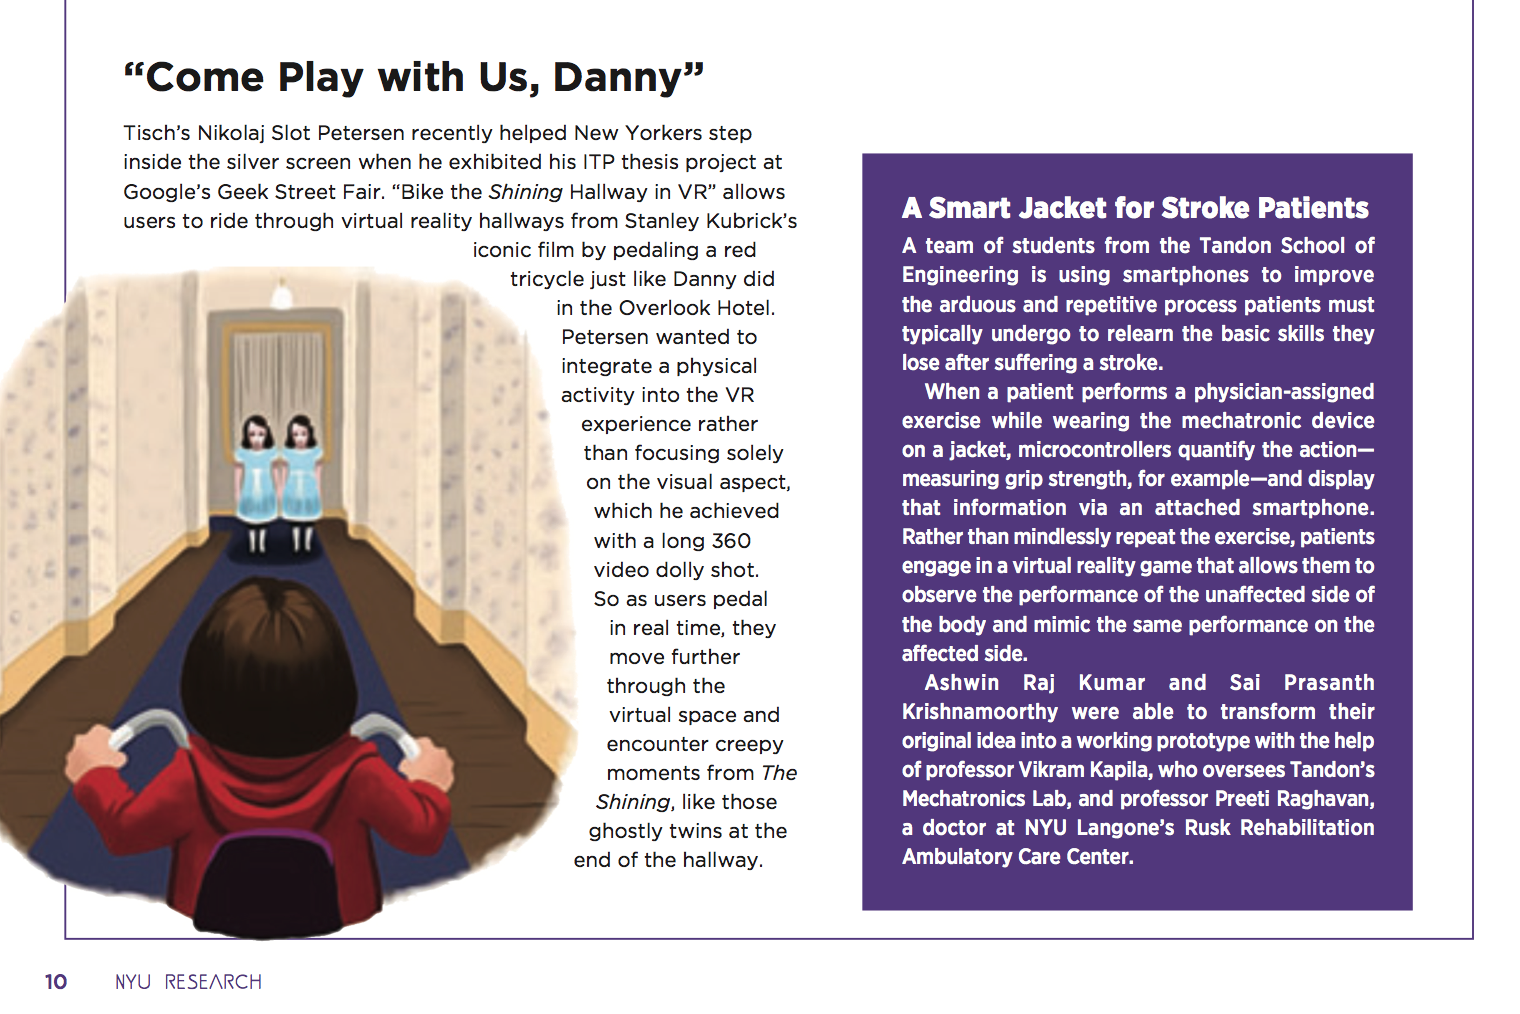 “Come Play with Us, Danny”
Tisch’s Nikolaj Slot Petersen recently helped New Yorkers step
inside the silver screen when he exhibited his ITP thesis project at
Google’s Geek Street Fair. “Bike the Shining Hallway in VR” allows
users to ride through virtual reality hallways from Stanley Kubrick’s
iconic film by pedaling a red
tricycle just like Danny did
in the Overlook Hotel.
Petersen wanted to
integrate a physical
activity into the VR
experience rather
than focusing solely
on the visual aspect,
which he achieved
with a long 360
video dolly shot.
So as users pedal
in real time, they
move further
through the
virtual space and
encounter creepy
moments from The
Shining, like those
ghostly twins at the
end of the hallway.
A Smart Jacket for Stroke Patients
A team of students from the Tandon School of
Engineering is using smartphones to improve
the arduous and repetitive process patients must
typically undergo to relearn the basic skills they
lose after suffering a stroke.
When a patient performs a physician-assigned
exercise while wearing the mechatronic device
on a jacket, microcontrollers quantify the action—
measuring grip strength, for example—and display
that information via an attached smartphone.
Rather than mindlessly repeat the exercise, patients
engage in a virtual reality game that allows them to
observe the performance of the unaffected side of
the body and mimic the same performance on the
affected side.
Ashwin Raj Kumar and Sai Prasanth
Krishnamoorthy were able to transform their
original idea into a working prototype with the help
of professor Vikram Kapila, who oversees Tandon’s
Mechatronics Lab, and professor Preeti Raghavan,
a doctor at NYU Langone’s Rusk Rehabilitation
Ambulatory Care Center.
10 NYU RESEARCH